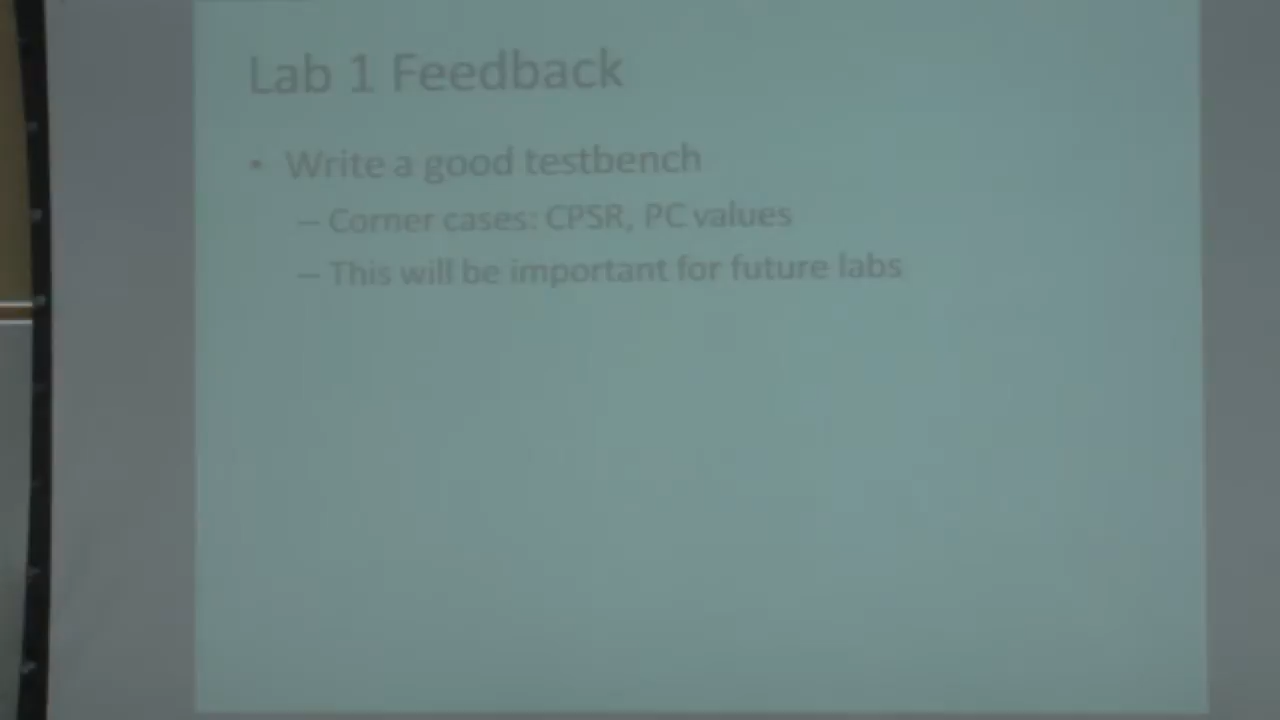 Lab 1 Feedback
• Write a good testbench
– Corner cases: CPSR, PC values
– This will be important for future labs